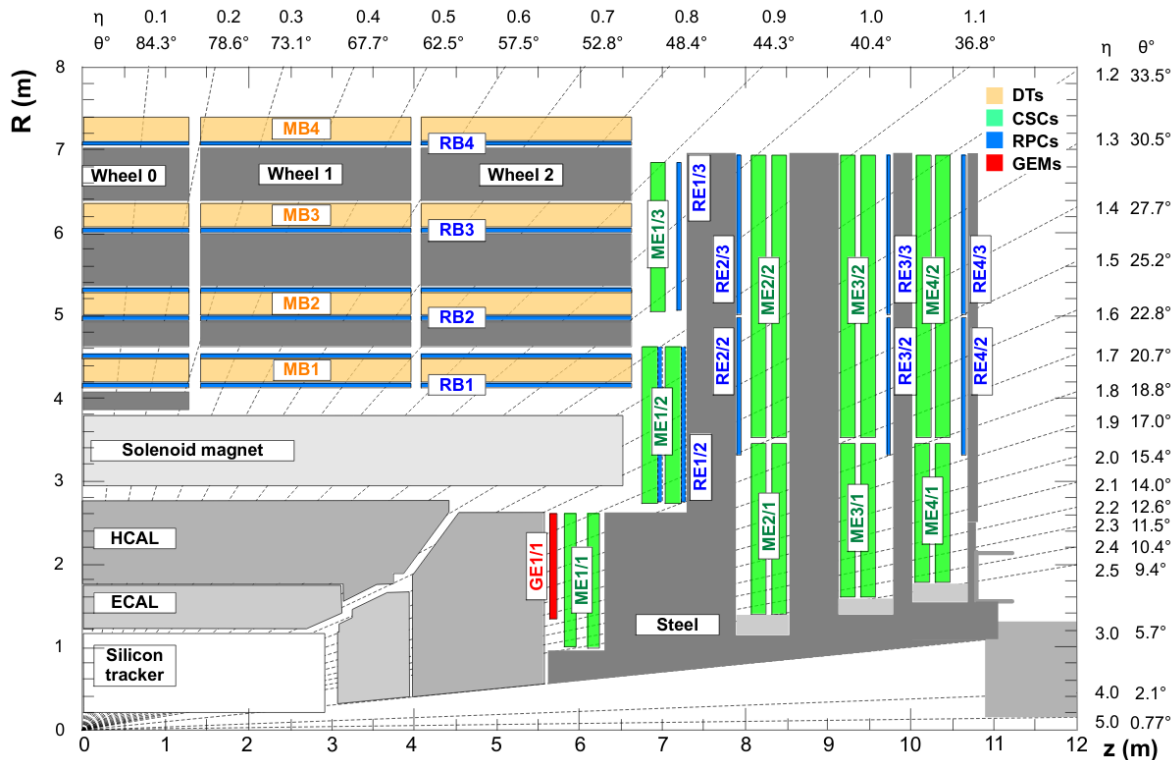 η 0.1 0.2 0.3 0.4 0.5 0.6 0.7 0.8 0.9 1.0 1.1
θ° 84.3° 78.6° 73.1° 67.7° 62.5° 57.5° 52.8° 48.4° 44.3° 40.4° 36.8° η θ°
R (m)
8
7
6
5
4
3
2
1
0
1.2 33.5°
1.3 30.5°
1.4 27.7°
1.5 25.2°
1.6 22.8°
1.7 20.7°
1.8 18.8°
1.9 17.0°
2.0 15.4°
2.1 14.0°
2.2 12.6°
2.3 11.5°
2.4 10.4°
2.5 9.4°
3.0 5.7°
4.0 2.1°
5.0 0.77°
DTs
CSCs
RPCs
GEMs
MB4
RB4
Wheel 0 Wheel 1 Wheel 2
MB3
RB3
MB2
RB2
MB1
RB1
Solenoid magnet
HCAL
ECAL
Silicon
tracker
Steel
GE1/1
ME1/1
ME1/2
ME1/3
RE1/3
RE1/2
RE2/3
RE2/2
ME2/2
ME2/1
ME3/2
ME3/1
RE3/3
RE3/2
ME4/2
ME4/1
RE4/3
RE4/2
0 1 2 3 4 5 6 7 8 9 10 11 12
z (m)